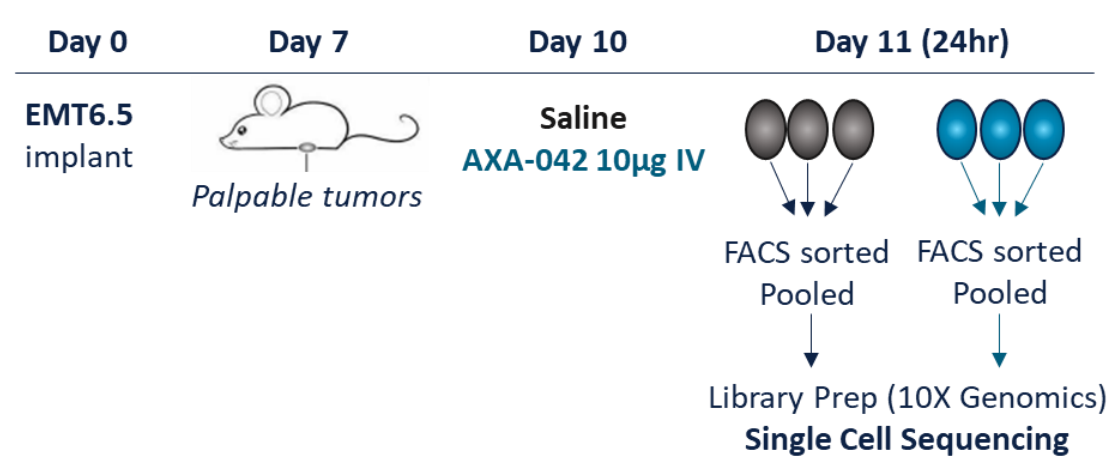 Day 0
Day 7
Day 10
Day 11 (24hr)
EMT6.5
implant
Palpable tumors
Saline
AXA-042 10µg IV
FACS sorted
Pooled
FACS sorted
Pooled
Library Prep (10X Genomics)
Single Cell Sequencing